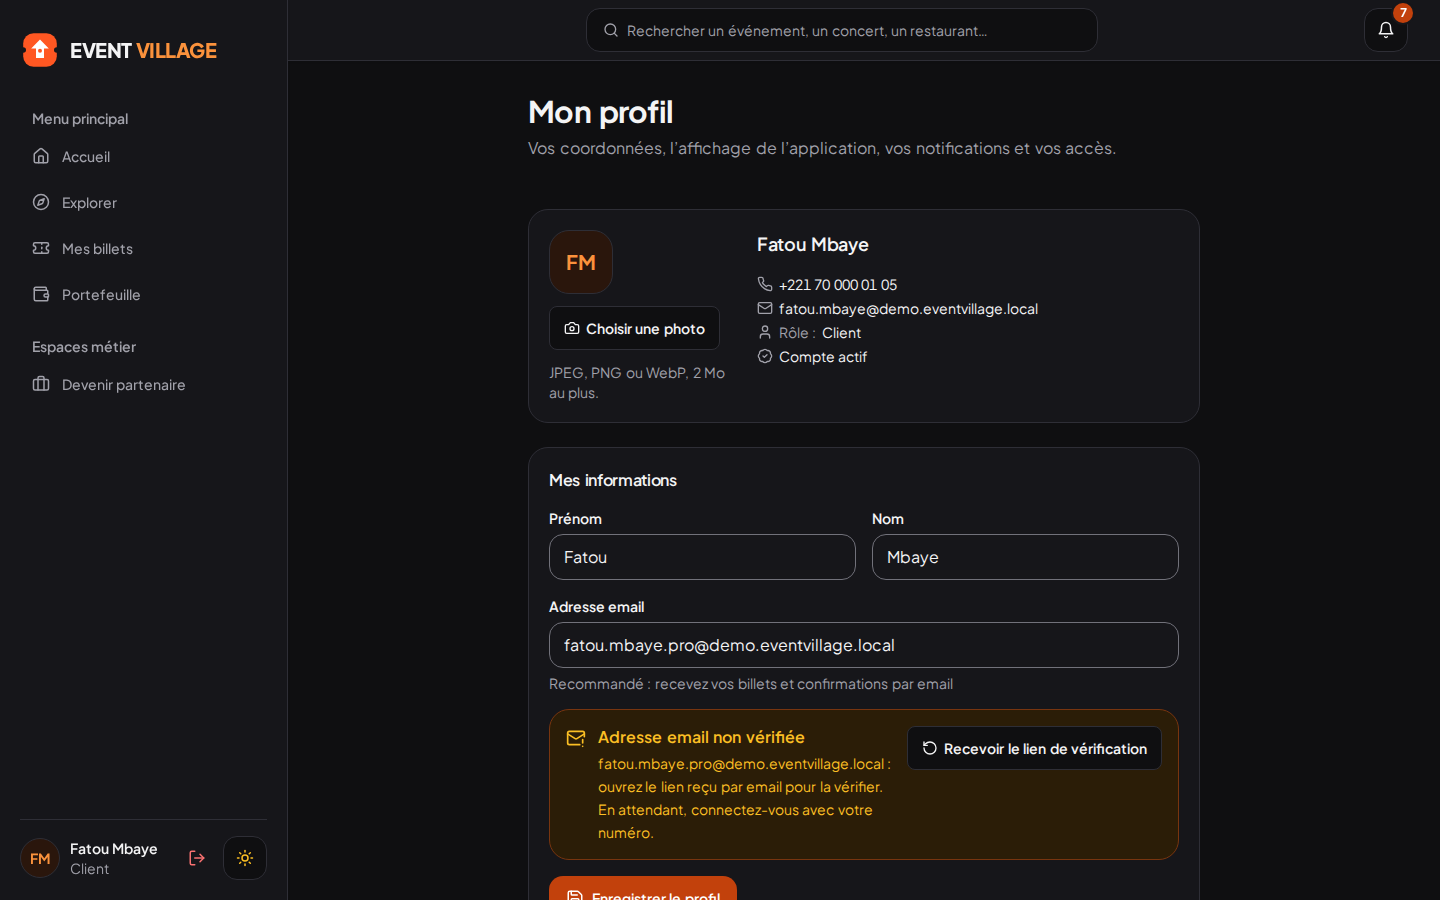 EVENT VILLAGE
Menu principal
Accueil
Explorer
Mes billets
Portefeuille
Espaces métier
Devenir partenaire
FM
Fatou Mbaye
Client
Rechercher un événement, un concert, un restaurant…
7
Mon profil
Vos coordonnées, l'affichage de l'application, vos notifications et vos accès.
FM
Choisir une photo
JPEG, PNG ou WebP, 2 Mo
au plus.
Fatou Mbaye
+221 70 000 01 05
fatou.mbaye@demo.eventvillage.local
Rôle : Client
Compte actif
Mes informations
Prénom
Nom
Fatou
Mbaye
Adresse email
fatou.mbaye.pro@demo.eventvillage.local
Recommandé : recevez vos billets et confirmations par email
Adresse email non vérifiée
fatou.mbaye.pro@demo.eventvillage.local :
ouvrez le lien reçu par email pour la vérifier.
En attendant, connectez-vous avec votre
numéro.
Recevoir le lien de vérification
Enregistrer le profil